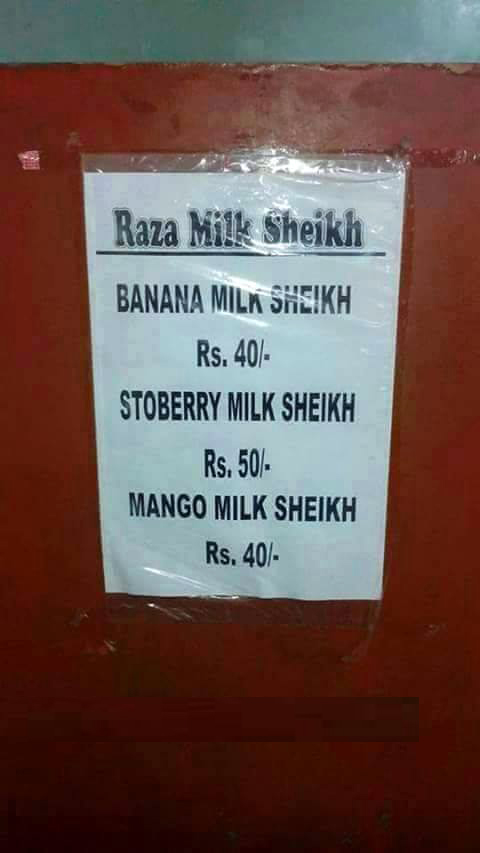 Raza Milk Sheikh
BANANA MILK SHEIKH
Rs. 40/-
STOBERRY MILK SHEIKH
Rs. 50/-
MANGO MILK SHEIKH
Rs. 40/-